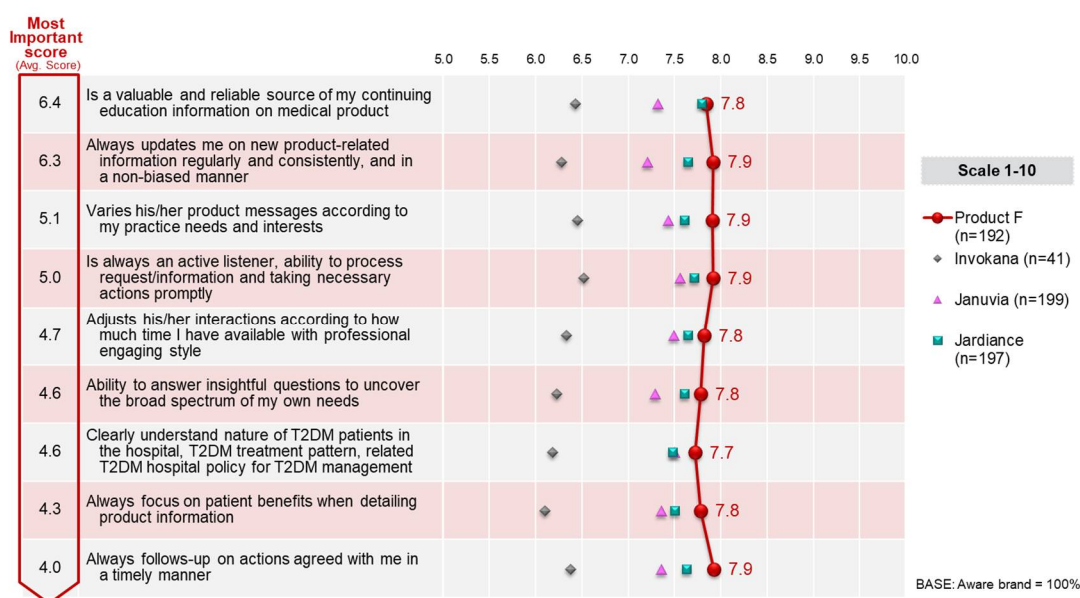 Most
Important
score
(Avg. Score)
5.0 5.5 6.0 6.5 7.0 7.5 8.0 8.5 9.0 9.5 10.0
6.4
Is a valuable and reliable source of my continuing
education information on medical product
7.8
6.3
Always updates me on new product-related
information regularly and consistently, and in
a non-biased manner
7.9
5.1
Varies his/her product messages according to
my practice needs and interests
7.9
5.0
Is always an active listener, ability to process
request/information and taking necessary
actions promptly
7.9
4.7
Adjusts his/her interactions according to how
much time I have available with professional
engaging style
7.8
4.6
Ability to answer insightful questions to uncover
the broad spectrum of my own needs
7.8
4.6
Clearly understand nature of T2DM patients in
the hospital, T2DM treatment pattern, related
T2DM hospital policy for T2DM management
7.7
4.3
Always focus on patient benefits when detailing
product information
7.8
4.0
Always follows-up on actions agreed with me in
a timely manner
7.9
Scale 1-10
Product F
(n=192)
Invokana (n=41)
Januvia (n=199)
Jardiance
(n=197)
BASE: Aware brand = 100%